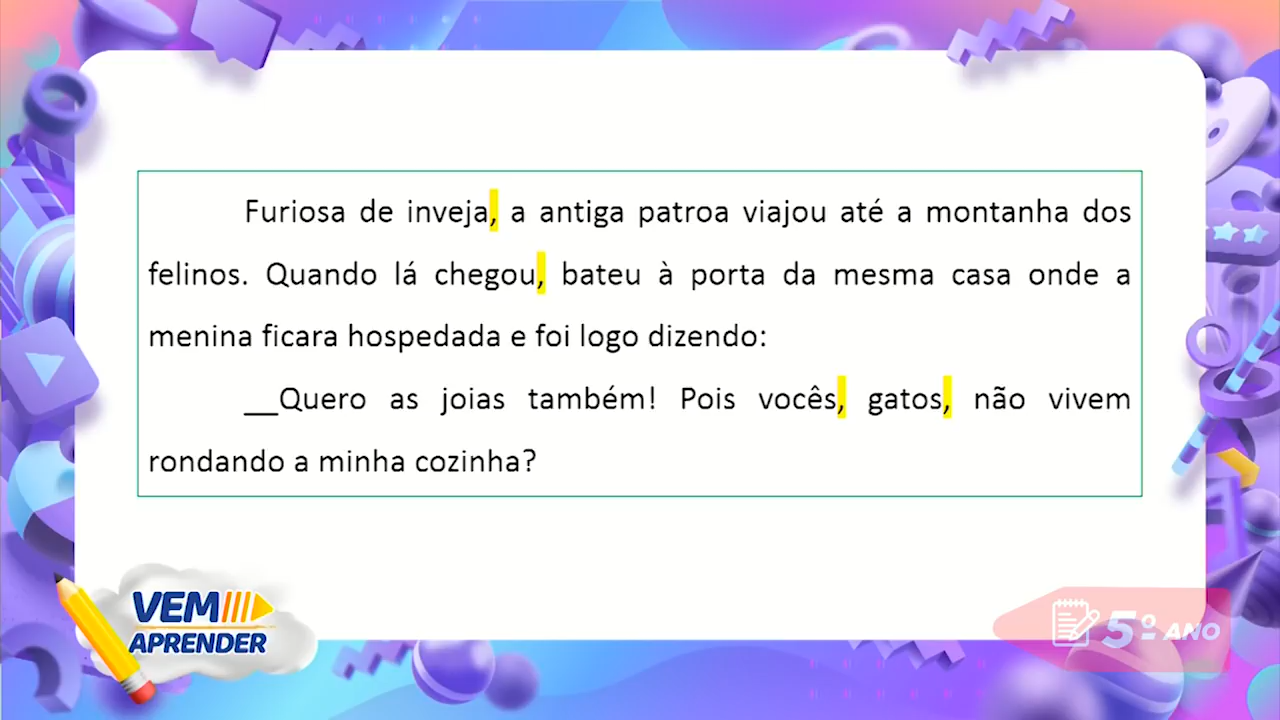 Furiosa de inveja, a antiga patroa viajou até a montanha dos
felinos. Quando lá chegou, bateu à porta da mesma casa onde a
menina ficara hospedada e foi logo dizendo:
__Quero as joias também! Pois vocês, gatos, não vivem
rondando a minha cozinha?
VEM
APRENDER
5º ANO